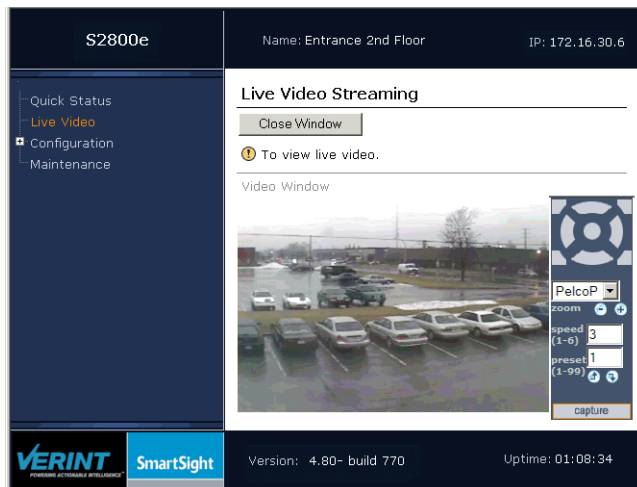 S2800e
Name: Entrance 2nd Floor
IP: 172.16.30.6
Quick Status
Live Video
Configuration
Maintenance
Live Video Streaming
Close Window
To view live video.
Video Window
PelcoP
zoom
speed
(1-6) 3
preset 1
(1-99)
capture
VERINT
POWERING ACTIONABLE INTELLIGENCE
SmartSight
Version: 4.80- build 770
Uptime: 01:08:34